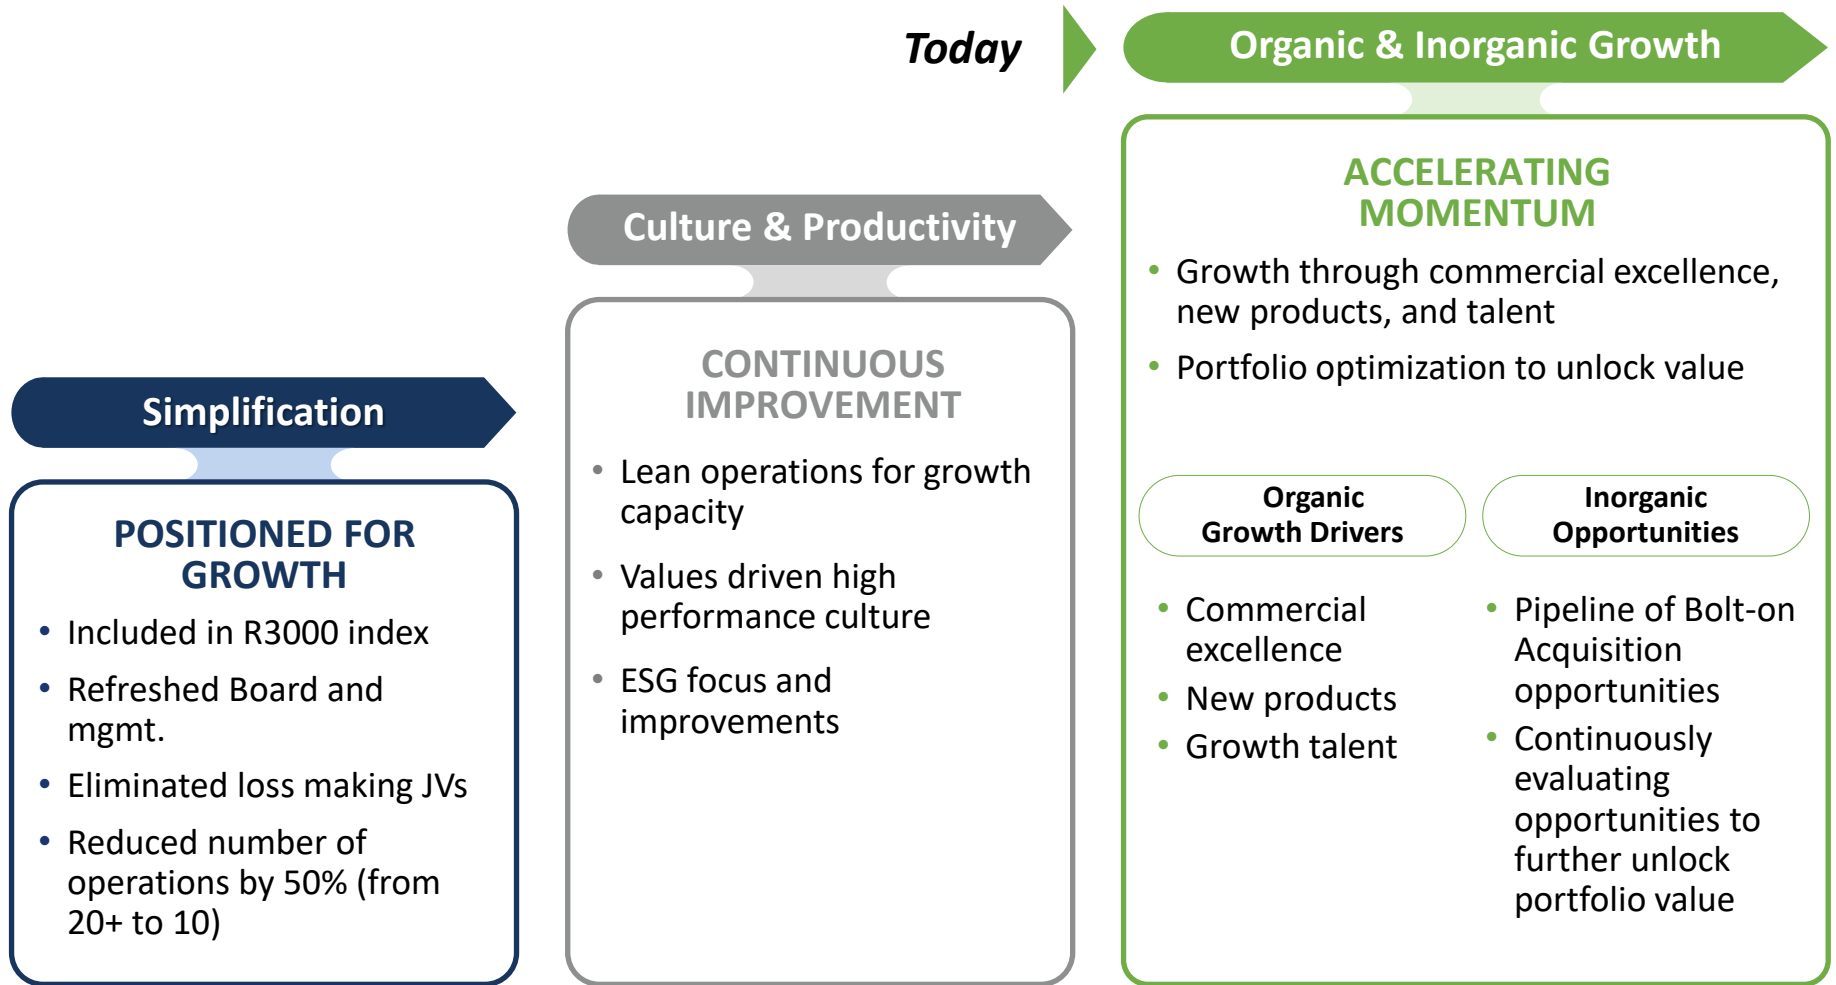 Simplification
POSITIONED FOR
GROWTH
• Included in R3000 index
• Refreshed Board and
mgmt.
• Eliminated loss making JVs
• Reduced number of
operations by 50% (from
20+ to 10)
Culture & Productivity
CONTINUOUS
IMPROVEMENT
• Lean operations for growth
capacity
• Values driven high
performance culture
• ESG focus and
improvements
Today
Organic & Inorganic Growth
ACCELERATING
MOMENTUM
• Growth through commercial excellence,
new products, and talent
• Portfolio optimization to unlock value
Organic
Growth Drivers
• Commercial
excellence
• New products
• Growth talent
Inorganic
Opportunities
• Pipeline of Bolt-on
Acquisition
opportunities
• Continuously
evaluating
opportunities to
further unlock
portfolio value